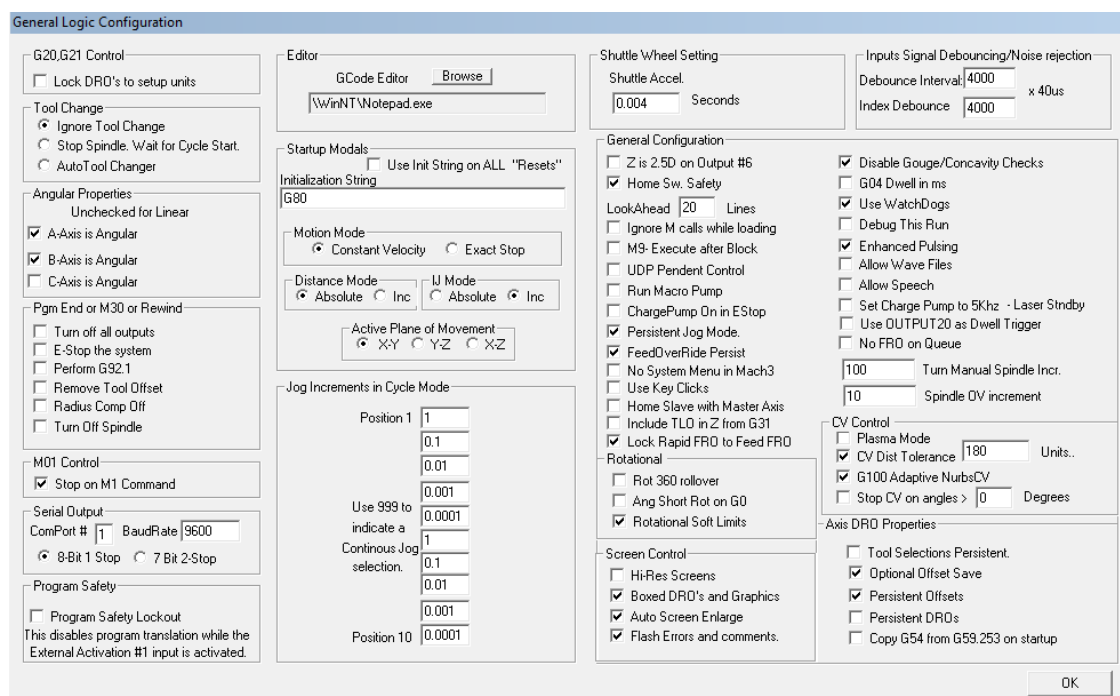 General Logic Configuration
G20,G21 Control
Lock DRO's to setup units
Tool Change
Ignore Tool Change
Stop Spindle. Wait for Cycle Start.
AutoTool Changer
Angular Properties
Unchecked for Linear
A-Axis is Angular
B-Axis is Angular
C-Axis is Angular
Pgm End or M30 or Rewind
Turn off all outputs
E-Stop the system
Perform G92.1
Remove Tool Offset
Radius Comp Off
Turn Off Spindle
M01 Control
Stop on M1 Command
Serial Output
ComPort # 1 BaudRate 9600
8-Bit 1 Stop 7 Bit 2-Stop
Program Safety
Program Safety Lockout
This disables program translation while the
External Activation #1 input is activated.
Editor
GCode Editor Browse
\WinNT\Notepad.exe
Startup Modals
Use Init String on ALL "Resets"
Initialization String
G80
Motion Mode
Constant Velocity Exact Stop
Distance Mode
Absolute Inc
IJ Mode
Absolute Inc
Active Plane of Movement
X-Y Y-Z X-Z
Jog Increments in Cycle Mode
Position 1 1
0.1
0.01
0.001
Use 999 to 0.0001
indicate a
1
Continous Jog
selection. 0.1
0.01
0.001
Position 10 0.0001
Shuttle Wheel Setting
Shuttle Accel.
0.004 Seconds
Inputs Signal Debouncing/Noise rejection
Debounce Interval: 4000
x 40us
Index Debounce 4000
General Configuration
Z is 2.5D on Output #6
Home Sw. Safety
LookAhead 20 Lines
Ignore M calls while loading
M9- Execute after Block
UDP Pendent Control
Run Macro Pump
ChargePump On in EStop
Persistent Jog Mode.
FeedOverRide Persist
No System Menu in Mach3
Use Key Clicks
Home Slave with Master Axis
Include TLO in Z from G31
Lock Rapid FRO to Feed FRO
Disable Gouge/Concavity Checks
G04 Dwell in ms
Use WatchDogs
Debug This Run
Enhanced Pulsing
Allow Wave Files
Allow Speech
Set Charge Pump to 5Khz - Laser Stndby
Use OUTPUT20 as Dwell Trigger
No FRO on Queue
100 Turn Manual Spindle Incr.
10 Spindle OV increment
Rotational
Rot 360 rollover
Ang Short Rot on G0
Rotational Soft Limits
Screen Control
Hi-Res Screens
Boxed DRO's and Graphics
Auto Screen Enlarge
Flash Errors and comments.
CV Control
Plasma Mode
CV Dist Tolerance 180 Units..
G100 Adaptive NurbsCV
Stop CV on angles > 0 Degrees
Axis DRO Properties
Tool Selections Persistent.
Optional Offset Save
Persistent Offsets
Persistent DROs
Copy G54 from G59.253 on startup
OK